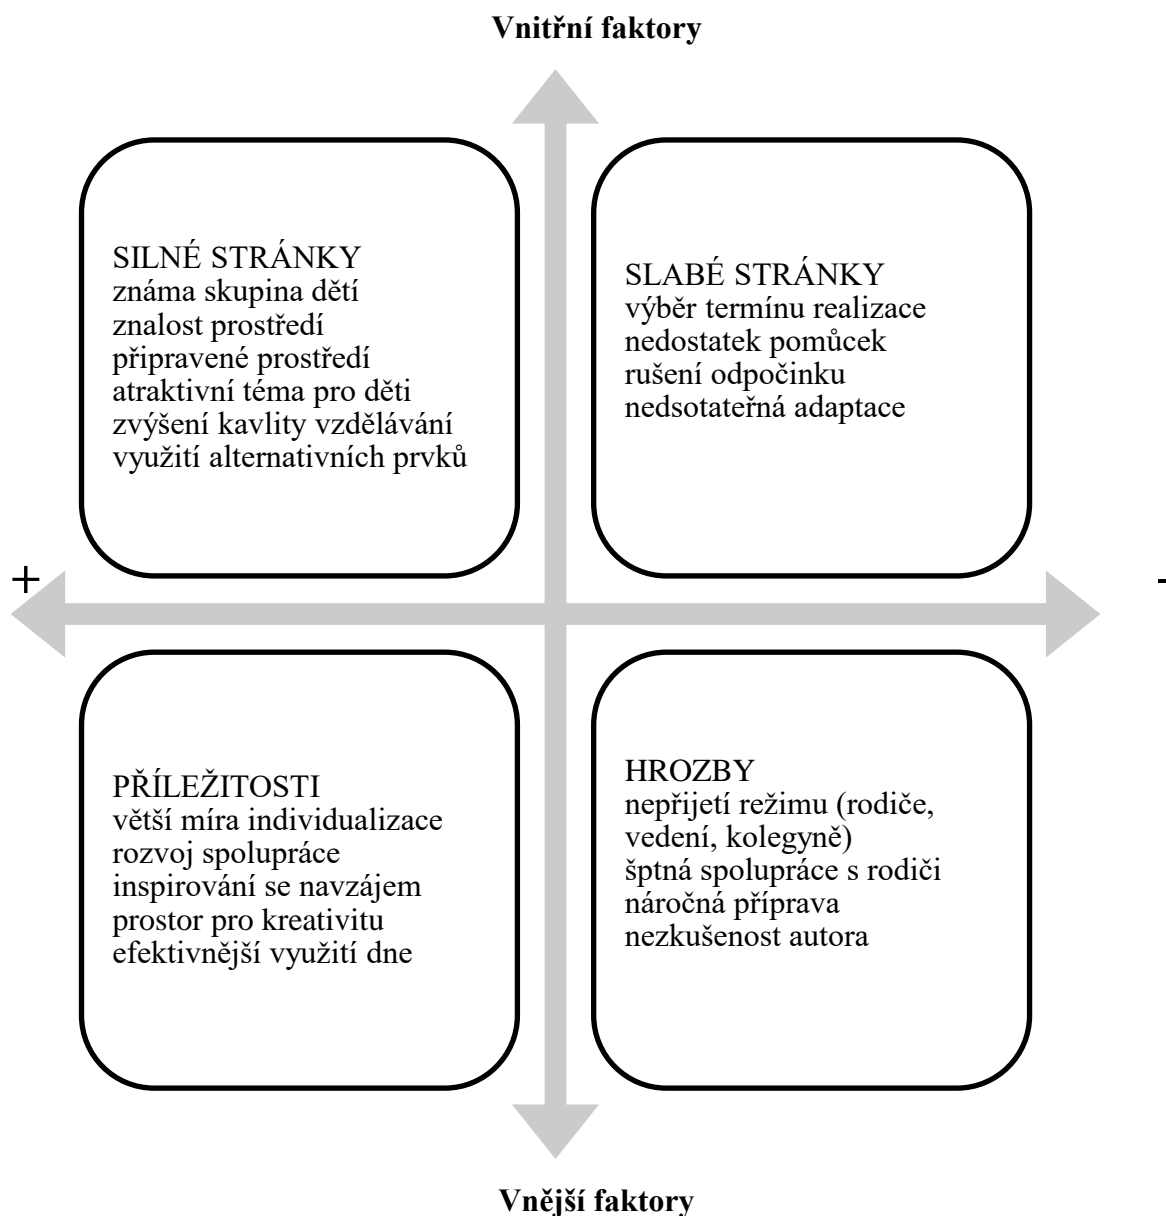 Vnitřní faktory
SILNÉ STRÁNKY
známa skupina dětí
znalost prostředí
připravené prostředí
atraktivní téma pro děti
zvýšení kavlity vzdělávání
využití alternativních prvků
SLABÉ STRÁNKY
výběr termínu realizace
nedostatek pomůcek
rušení odpočinku
nedsotateřná adaptace
+
-
PŘÍLEŽITOSTI
větší míra individualizace
rozvoj spolupráce
inspirování se navzájem
prostor pro kreativitu
efektivnější využití dne
HROZBY
nepřijetí režimu (rodiče,
vedení, kolegyně)
šptná spolupráce s rodiči
náročná příprava
nezkušenost autora
Vnější faktory